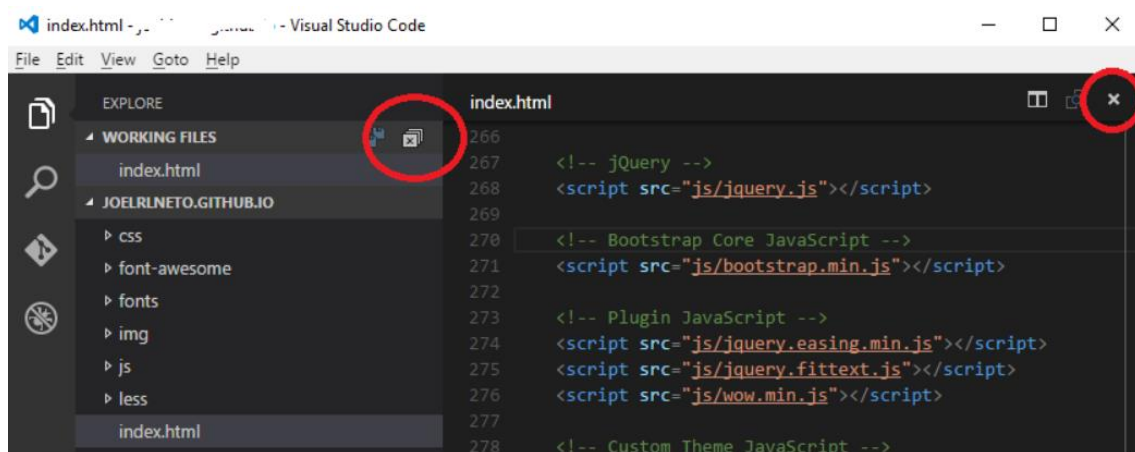 index.html - - Visual Studio Code
File Edit View Goto Help
EXPLORE
WORKING FILES
index.html
JOELRLNETO.GITHUB.IO
css
font-awesome
fonts
img
js
less
index.html
index.html
266
267 <!-- jQuery -->
268 <script src="js/jquery.js"></script>
269
270 <!-- Bootstrap Core JavaScript -->
271 <script src="js/bootstrap.min.js"></script>
272
273 <!-- Plugin JavaScript -->
274 <script src="js/jquery.easing.min.js"></script>
275 <script src="js/jquery.fittext.js"></script>
276 <script src="js/wow.min.js"></script>
277
278 <!-- Custom Theme JavaScript -->